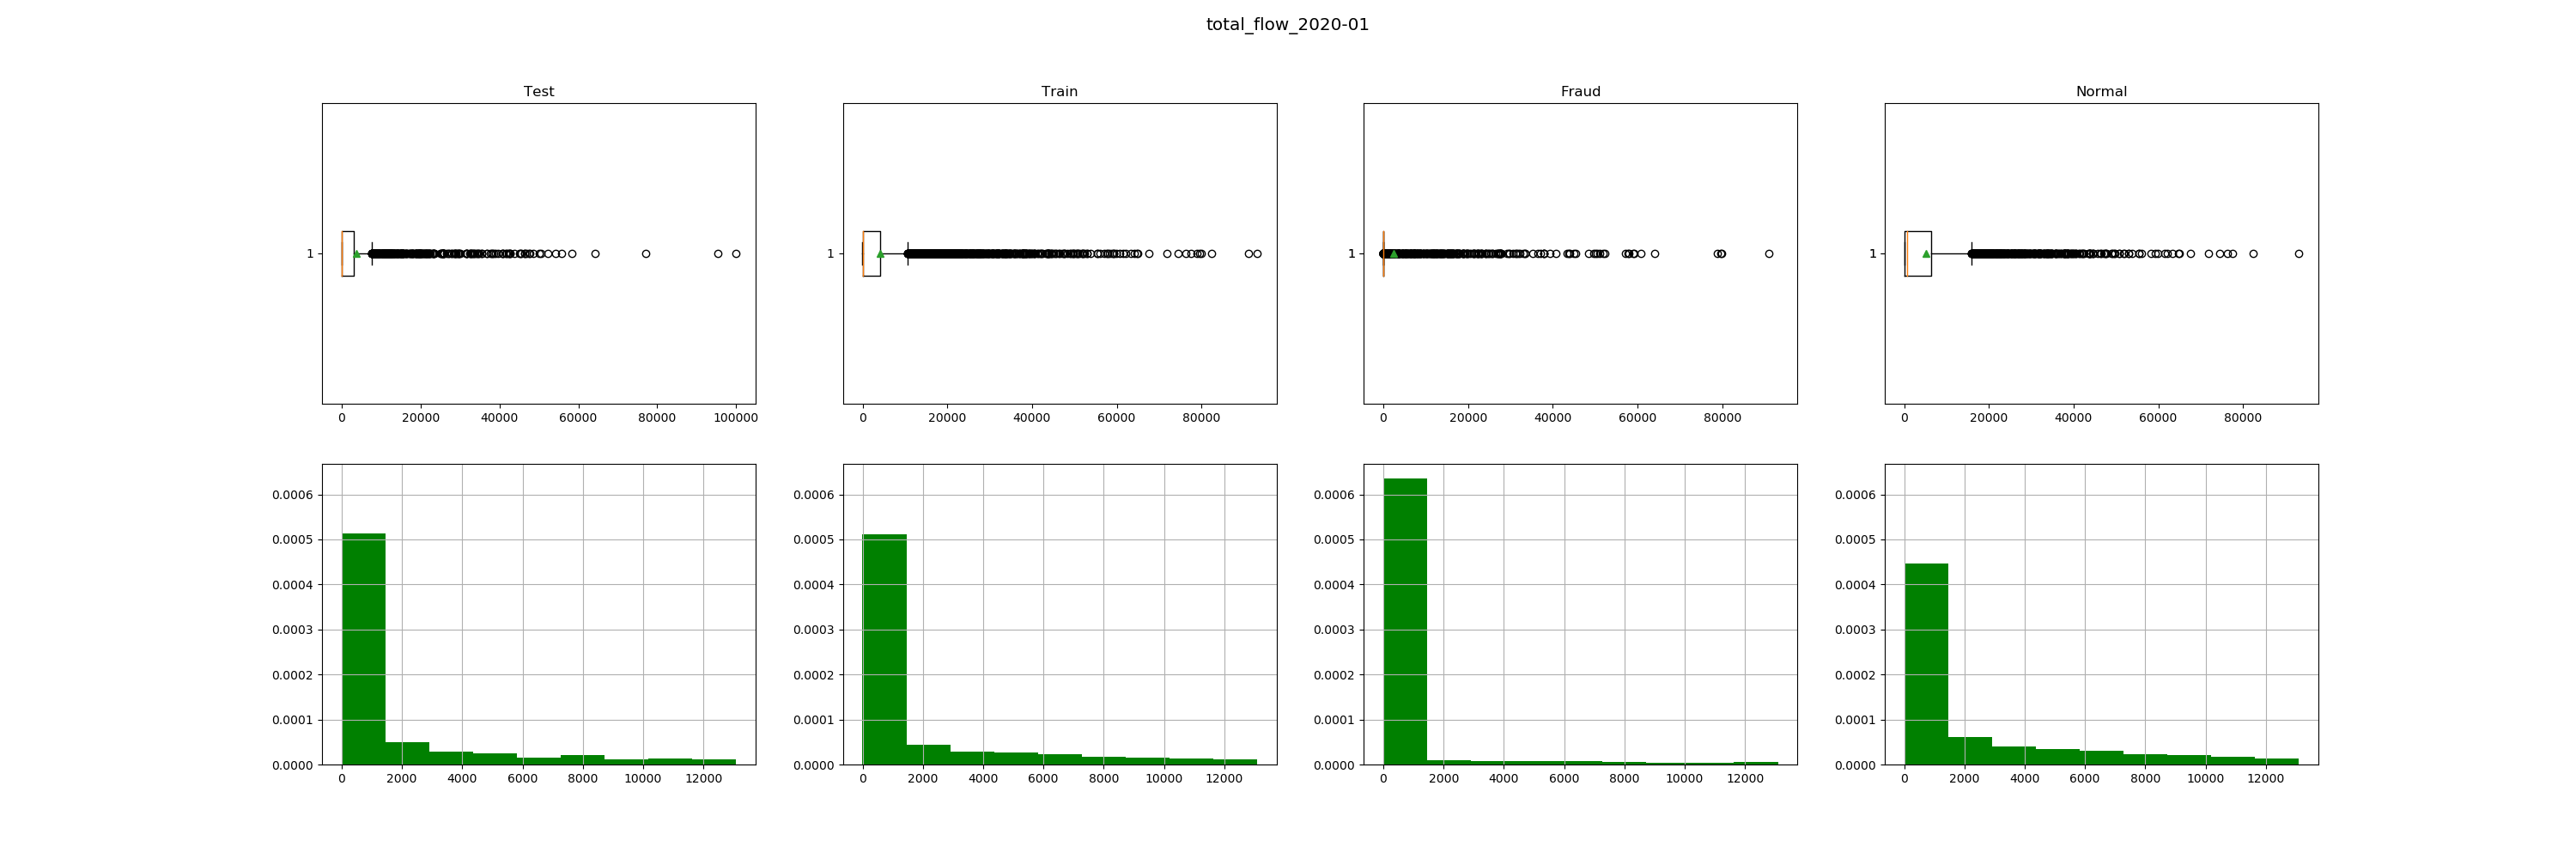 total_flow_2020-01
Test
Train
Fraud
Normal
1
1
1
1
0 20000 40000 60000 80000 100000
0 20000 40000 60000 80000
0 20000 40000 60000 80000
0 20000 40000 60000 80000
0.0006 0.0006 0.0006 0.0006
0.0005 0.0005 0.0005 0.0005
0.0004 0.0004 0.0004 0.0004
0.0003 0.0003 0.0003 0.0003
0.0002 0.0002 0.0002 0.0002
0.0001 0.0001 0.0001 0.0001
0.0000 0.0000 0.0000 0.0000
0 2000 4000 6000 8000 10000 12000
0 2000 4000 6000 8000 10000 12000
0 2000 4000 6000 8000 10000 12000
0 2000 4000 6000 8000 10000 12000